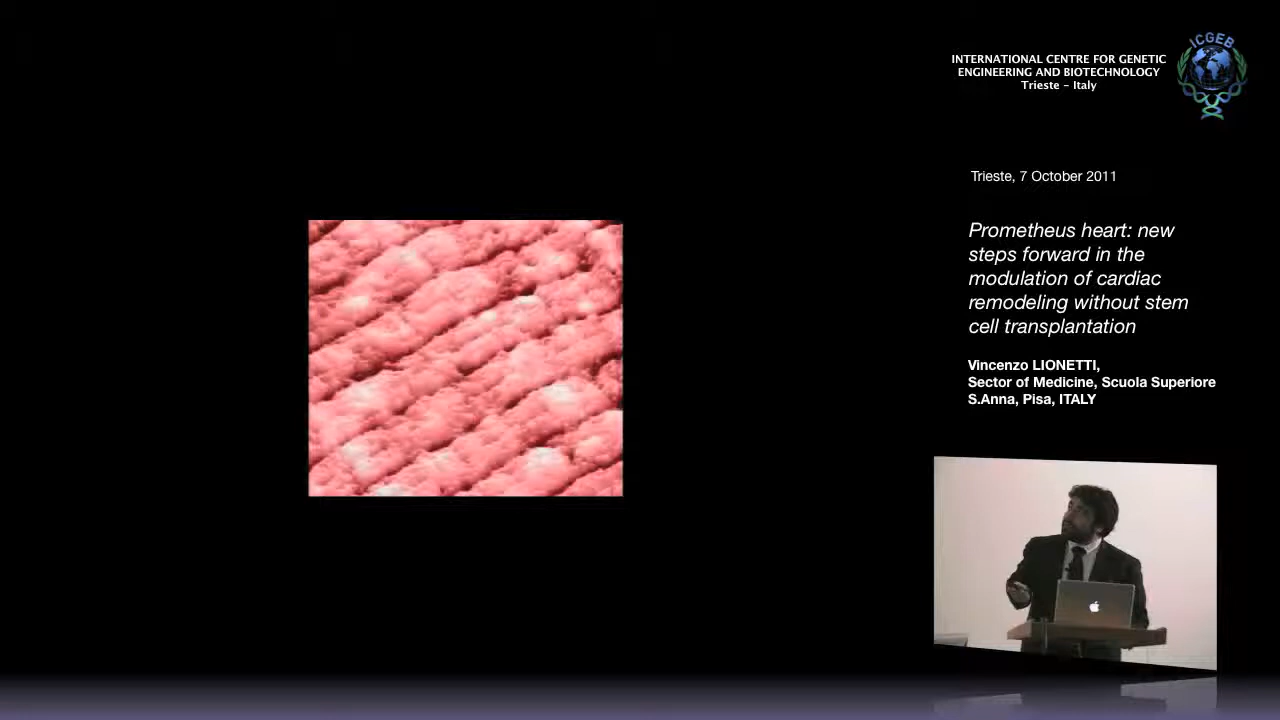 ICGEB
INTERNATIONAL CENTRE FOR GENETIC
ENGINEERING AND BIOTECHNOLOGY
Trieste - Italy
Trieste, 7 October 2011
Prometheus heart: new
steps forward in the
modulation of cardiac
remodeling without stem
cell transplantation
Vincenzo LIONETTI,
Sector of Medicine, Scuola Superiore
S.Anna, Pisa, ITALY